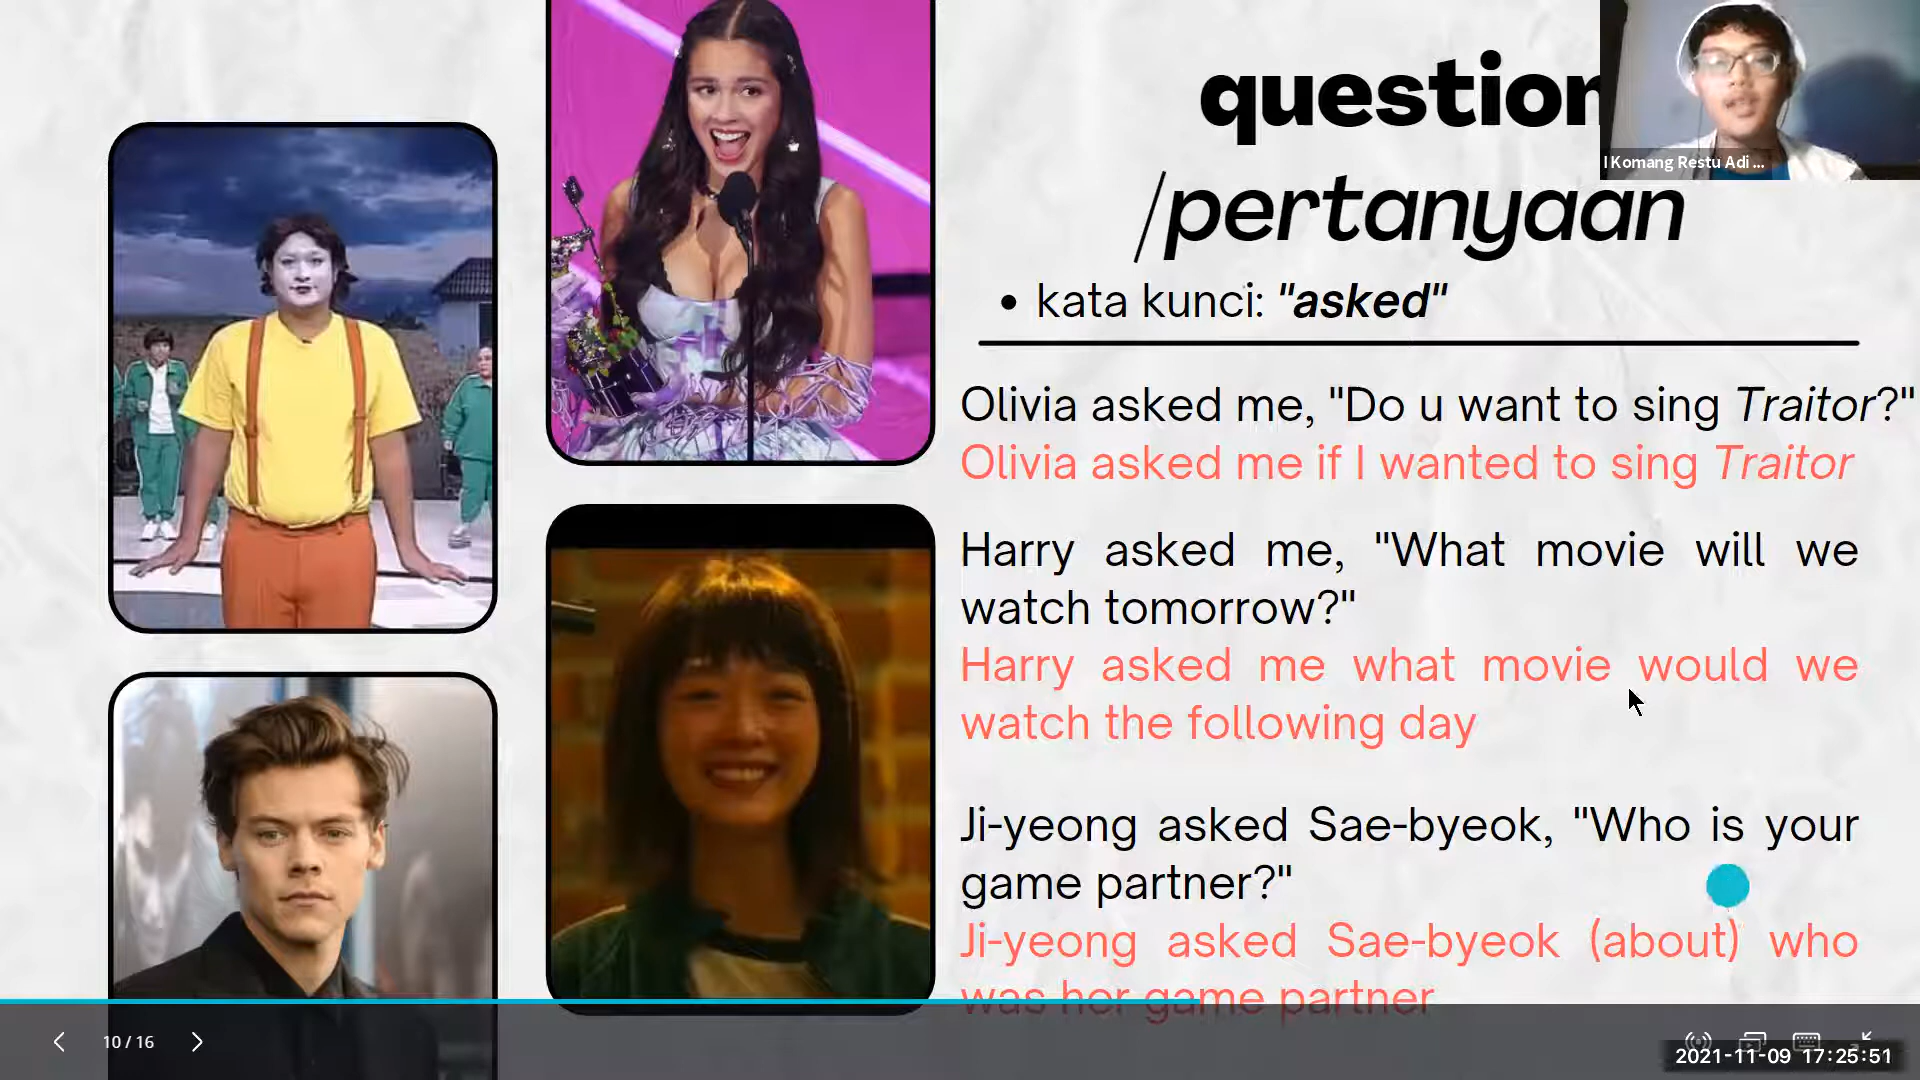 question
/pertanyaan
• kata kunci: "asked"
Olivia asked me, "Do u want to sing Traitor?"
Olivia asked me if I wanted to sing Traitor
Harry asked me, "What movie will we
watch tomorrow?"
Harry asked me what movie would we
watch the following day
Ji-yeong asked Sae-byeok, "Who is your
game partner?"
Ji-yeong asked Sae-byeok (about) who
was her game partner
I Komang Restu Adi ...
10 / 16
2021-11-09 17:25:51